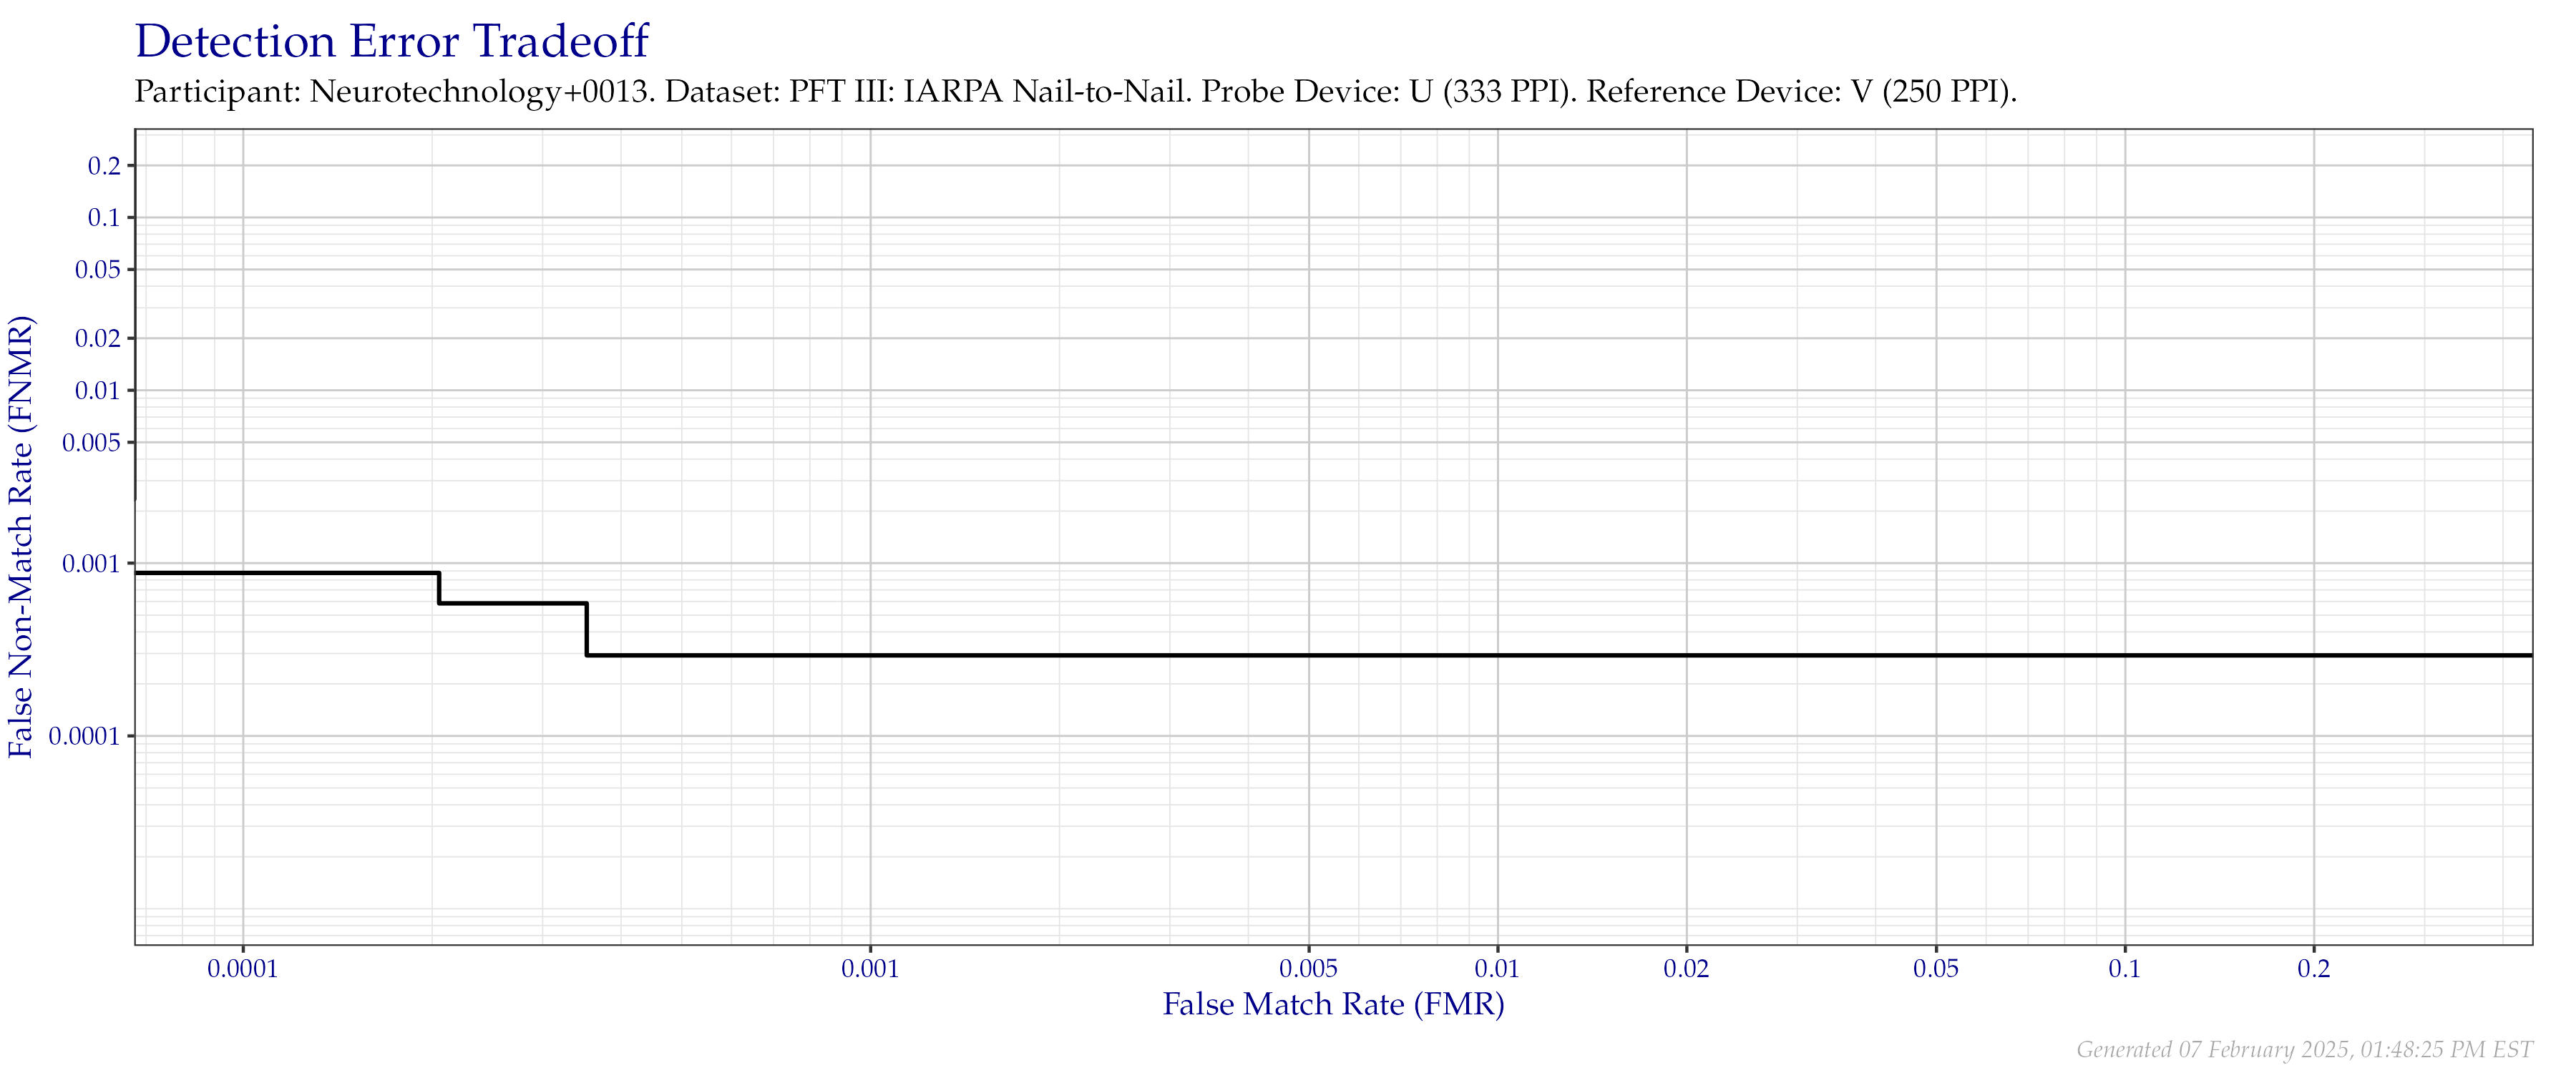 Detection Error Tradeoff
Participant: Neurotechnology+0013. Dataset: PFT III: IARPA Nail-to-Nail. Probe Device: U (333 PPI). Reference Device: V (250 PPI).
False Non-Match Rate (FNMR)
0.2
0.1
0.05
0.02
0.01
0.005
0.001
0.0001
0.0001 0.001 0.005 0.01 0.02 0.05 0.1 0.2
False Match Rate (FMR)
Generated 07 February 2025, 01:48:25 PM EST